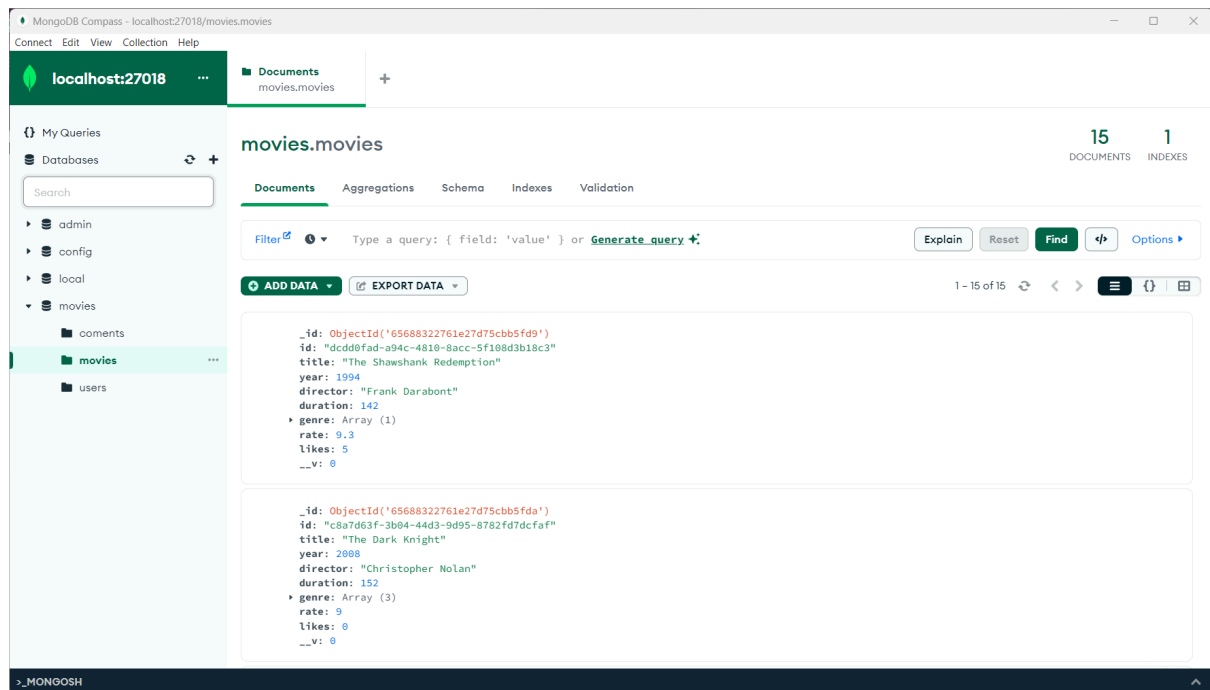 MongoDB Compass - localhost:27018/movies.movies
Connect Edit View Collection Help
localhost:27018 ...
Documents
movies.movies
+
{} My Queries
Databases
Search
admin
config
local
movies
coments
movies ...
users
movies.movies
15
DOCUMENTS
1
INDEXES
Documents Aggregations Schema Indexes Validation
Filter Type a query: { field: 'value' } or Generate query Explain Reset Find </> Options
ADD DATA EXPORT DATA 1 – 15 of 15 {}
_id: ObjectId('65688322761e27d75cbb5fd9')
id: "dcdd0fad-a94c-4810-8acc-5f108d3b18c3"
title: "The Shawshank Redemption"
year: 1994
director: "Frank Darabont"
duration: 142
genre: Array (1)
rate: 9.3
likes: 5
__v: 0
_id: ObjectId('65688322761e27d75cbb5fda')
id: "c8a7d63f-3b04-44d3-9d95-8782fd7dcfaf"
title: "The Dark Knight"
year: 2008
director: "Christopher Nolan"
duration: 152
genre: Array (3)
rate: 9
likes: 0
__v: 0
>_MONGOSH